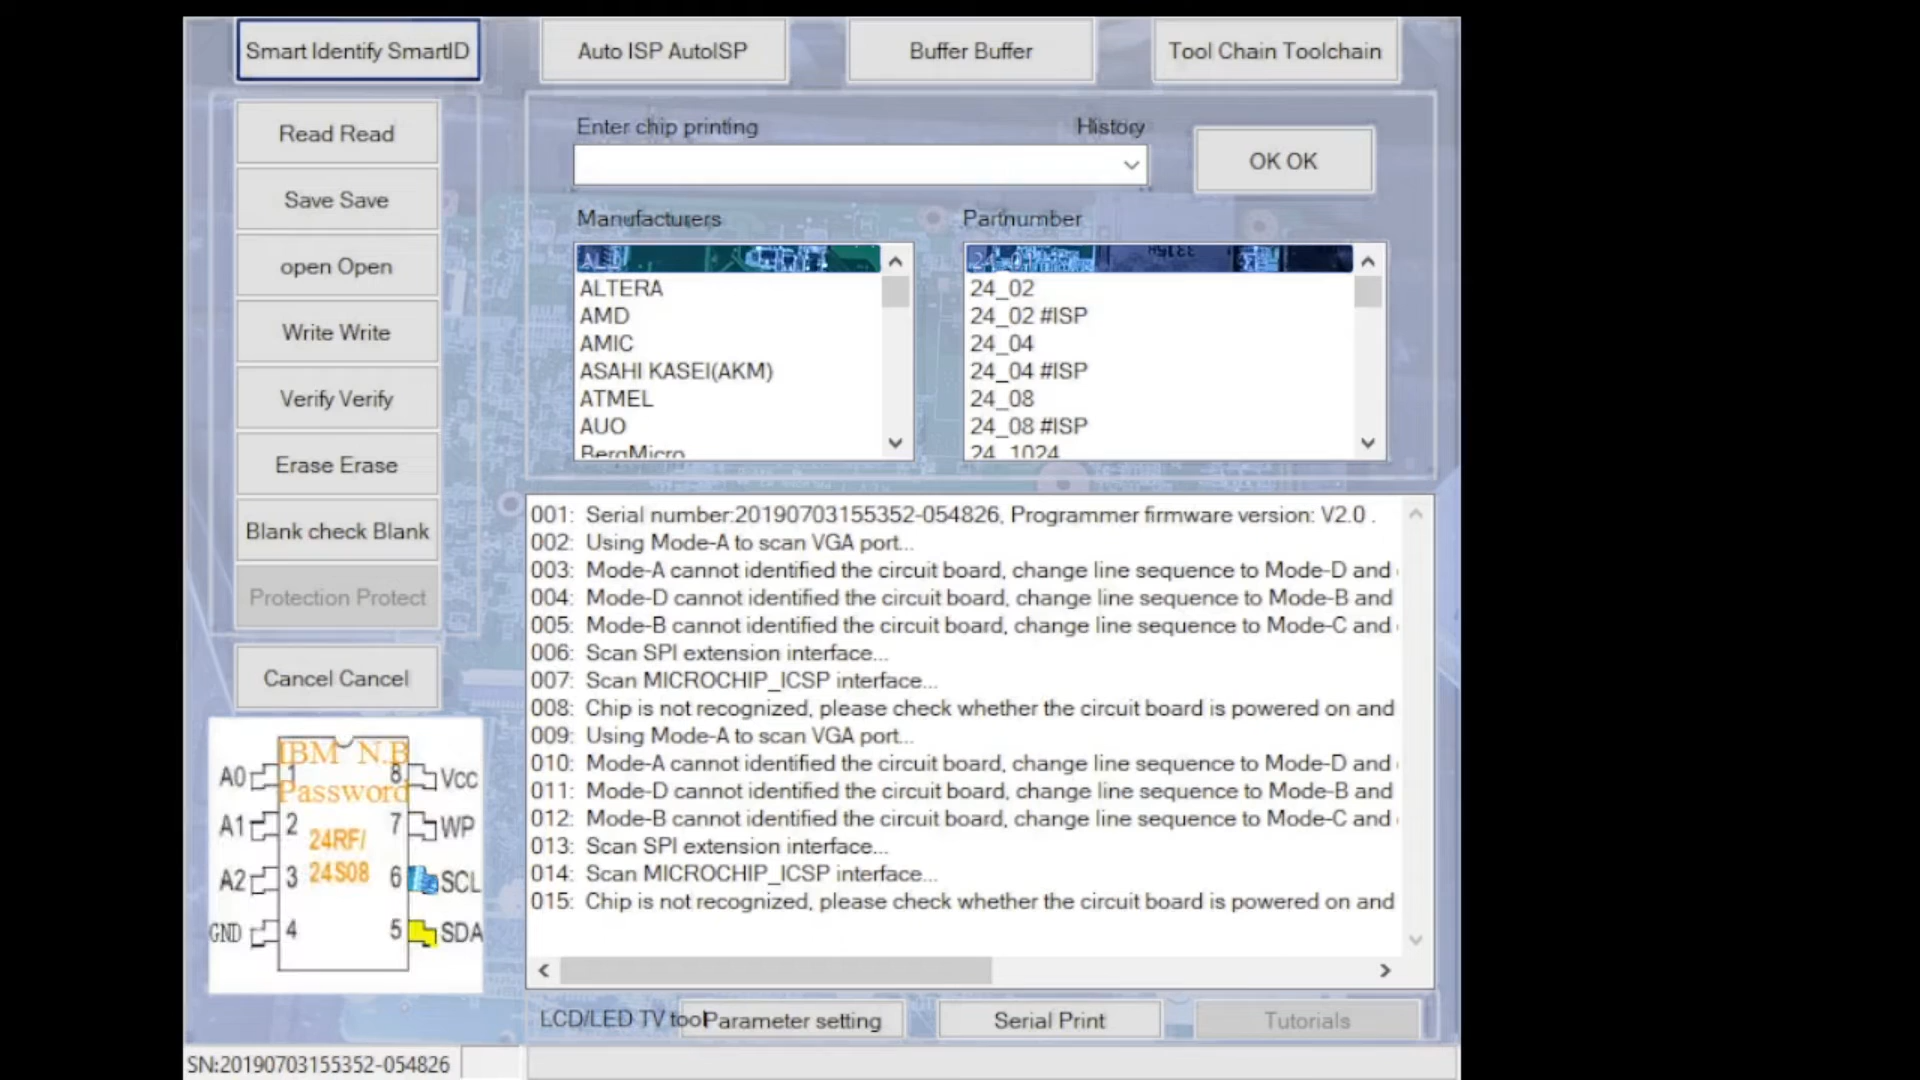 Smart Identify SmartID
Auto ISP AutoISP
Buffer Buffer
Tool Chain Toolchain
Read Read
Save Save
open Open
Write Write
Verify Verify
Erase Erase
Blank check Blank
Protection Protect
Cancel Cancel
Enter chip printing
History
OK OK
Manufacturers
ALTERA
AMD
AMIC
ASAHI KASEI(AKM)
ATMEL
AUO
BergMicro
Partnumber
24_02
24_02 #ISP
24_04
24_04 #ISP
24_08
24_08 #ISP
24_1024
001: Serial number:20190703155352-054826, Programmer firmware version: V2.0 .
002: Using Mode-A to scan VGA port...
003: Mode-A cannot identified the circuit board, change line sequence to Mode-D and
004: Mode-D cannot identified the circuit board, change line sequence to Mode-B and
005: Mode-B cannot identified the circuit board, change line sequence to Mode-C and
006: Scan SPI extension interface...
007: Scan MICROCHIP_ICSP interface...
008: Chip is not recognized, please check whether the circuit board is powered on and
009: Using Mode-A to scan VGA port...
010: Mode-A cannot identified the circuit board, change line sequence to Mode-D and
011: Mode-D cannot identified the circuit board, change line sequence to Mode-B and
012: Mode-B cannot identified the circuit board, change line sequence to Mode-C and
013: Scan SPI extension interface...
014: Scan MICROCHIP_ICSP interface...
015: Chip is not recognized, please check whether the circuit board is powered on and
IBM N.B
Password
24RF/
24S08
A0 1 8 Vcc
A1 2 7 WP
A2 3 6 SCL
GND 4 5 SDA
LCD/LED TV tool
Parameter setting
Serial Print
Tutorials
SN:20190703155352-054826